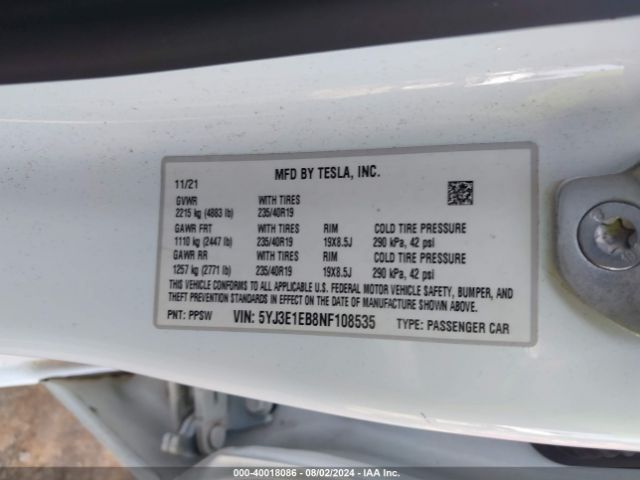 MFD BY TESLA, INC.
11/21
GVWR WITH TIRES
2215 kg (4883 lb) 235/40R19
GAWR FRT WITH TIRES RIM COLD TIRE PRESSURE
1110 kg (2447 lb) 235/40R19 19X8.5J 290 kPa, 42 psi
GAWR RR WITH TIRES RIM COLD TIRE PRESSURE
1257 kg (2771 lb) 235/40R19 19X8.5J 290 kPa, 42 psi
THIS VEHICLE CONFORMS TO ALL APPLICABLE U.S. FEDERAL MOTOR VEHICLE SAFETY, BUMPER, AND
THEFT PREVENTION STANDARDS IN EFFECT ON THE DATE OF MANUFACTURE SHOWN ABOVE.
PNT: PPSW VIN: 5YJ3E1EB8NF108535 TYPE: PASSENGER CAR
000-40018086 - 08/02/2024 - IAA Inc.